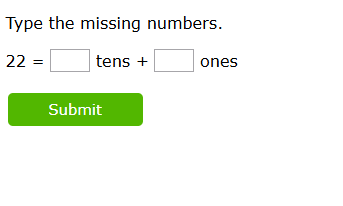 Type the missing numbers.
22 = tens + ones
Submit